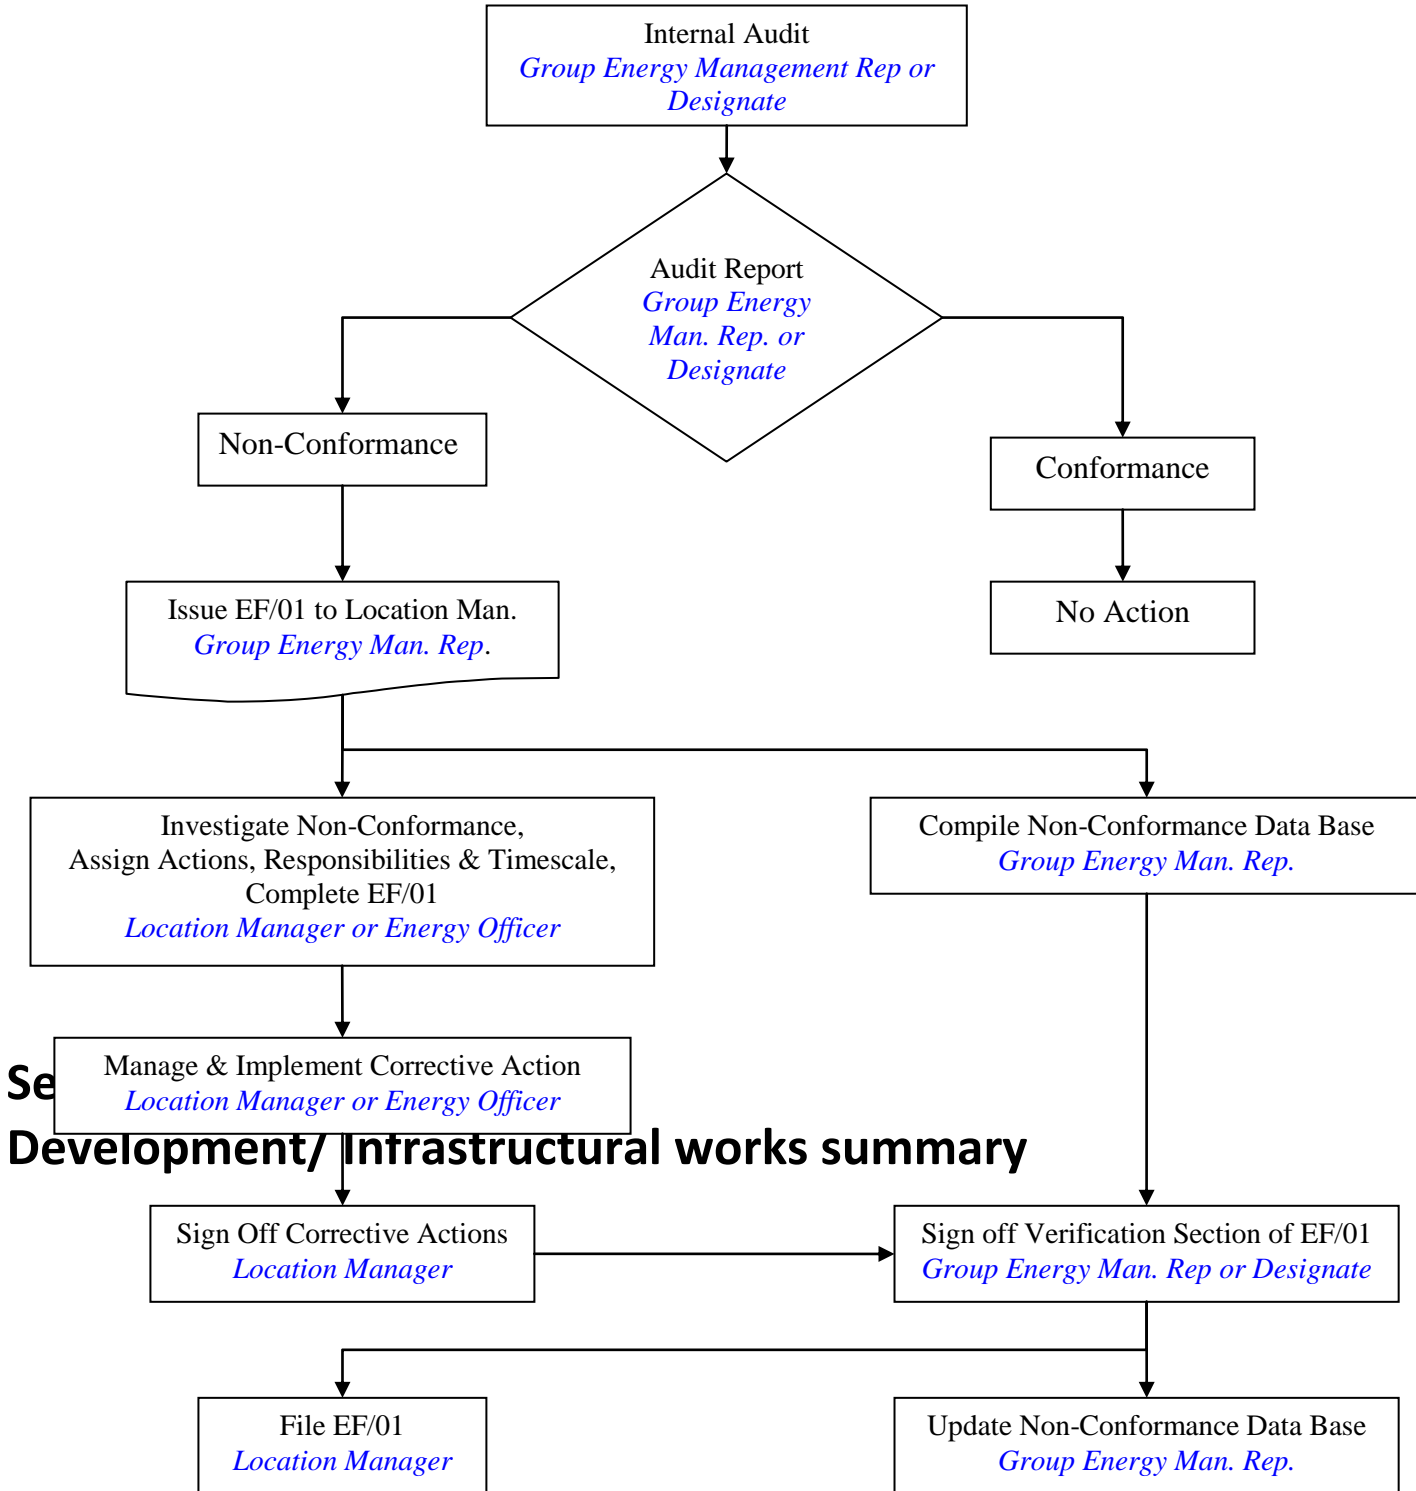 Internal Audit
Group Energy Management Rep or
Designate
Audit Report
Group Energy
Man. Rep. or
Designate
Non-Conformance
Conformance
Issue EF/01 to Location Man.
Group Energy Man. Rep.
No Action
Investigate Non-Conformance,
Assign Actions, Responsibilities & Timescale,
Complete EF/01
Location Manager or Energy Officer
Compile Non-Conformance Data Base
Group Energy Man. Rep.
Manage & Implement Corrective Action
Location Manager or Energy Officer
Development/ Infrastructural works summary
Sign Off Corrective Actions
Location Manager
Sign off Verification Section of EF/01
Group Energy Man. Rep or Designate
File EF/01
Location Manager
Update Non-Conformance Data Base
Group Energy Man. Rep.